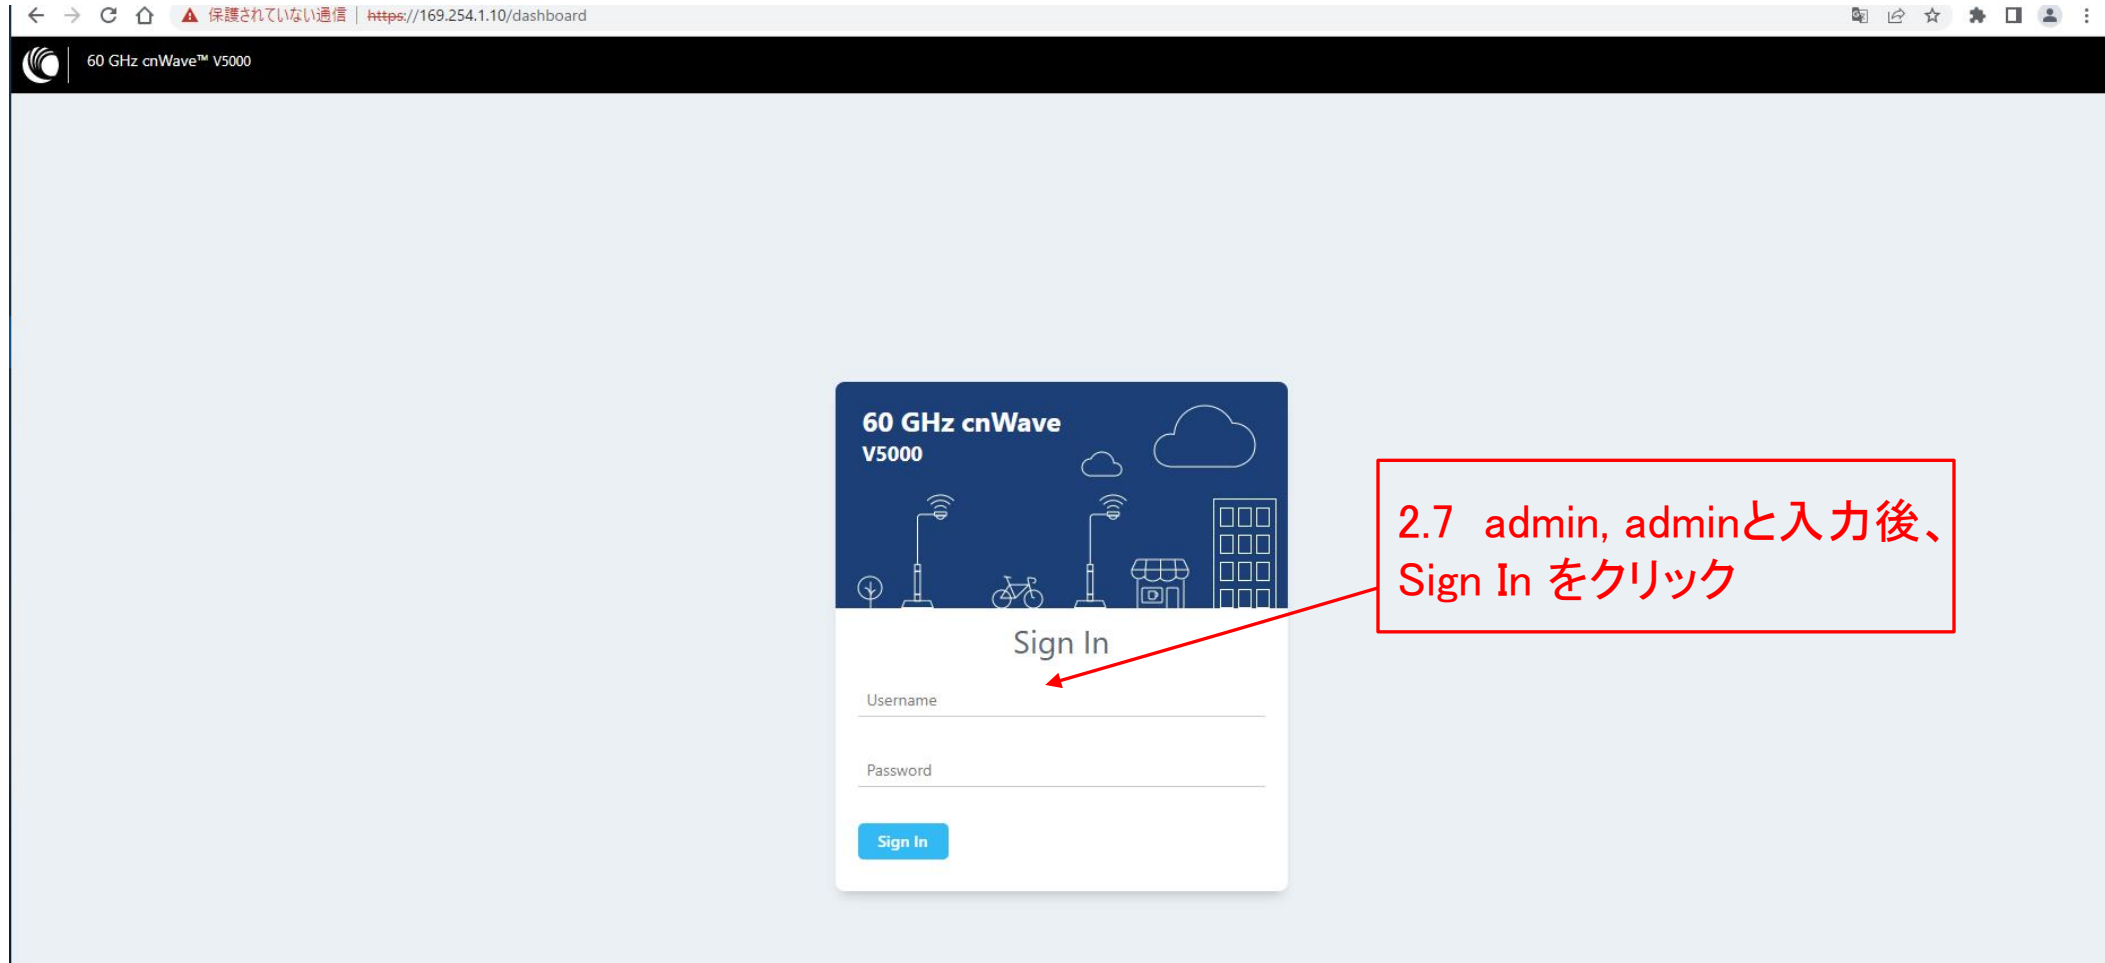 保護されていない通信 | https://169.254.1.10/dashboard
60 GHz cnWave™ V5000
60 GHz cnWave
V5000
2.7 admin, adminと入力後、
Sign In をクリック
Sign In
Username
Password
Sign In